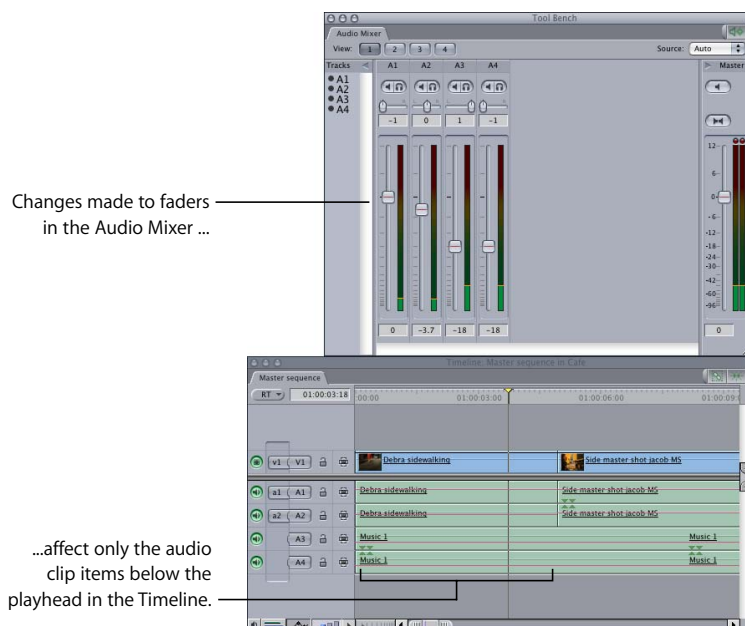 Tool Bench
Audio Mixer
View: 1 2 3 4 Source: Auto
Tracks A1 A2 A3 A4 Master
A1
A2
A3
A4
-1 0 1 -1
12
6
0
-6
-12
-18
-24
-30
-42
-60
-96
0 -3.7 -18 -18 0
Changes made to faders
in the Audio Mixer ...
Timeline: Master sequence in Cafe
Master sequence
RT 01:00:03:18 :00:00 01:00:03:00 01:00:06:00 01:00:09:
v1 V1 Debra sidewalking Side master shot jacob MS
a1 A1 Debra sidewalking Side master shot jacob MS
a2 A2 Debra sidewalking Side master shot jacob MS
A3 Music 1 Music 1
A4 Music 1 Music 1
...affect only the audio
clip items below the
playhead in the Timeline.